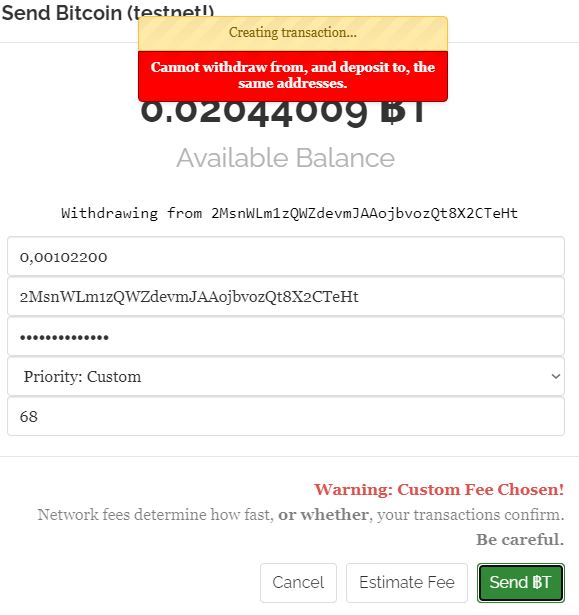 Send Bitcoin (testnet!)
Creating transaction...
Cannot withdraw from, and deposit to, the
same addresses.
0.02044009 ₿T
Available Balance
Withdrawing from 2MsnWLm1zQWZdevmJAAojbvozQt8X2CTeHt
0,00102200
2MsnWLm1zQWZdevmJAAojbvozQt8X2CTeHt
••••••••••••••
Priority: Custom
68
Warning: Custom Fee Chosen!
Network fees determine how fast, or whether, your transactions confirm.
Be careful.
Cancel
Estimate Fee
Send ₿T